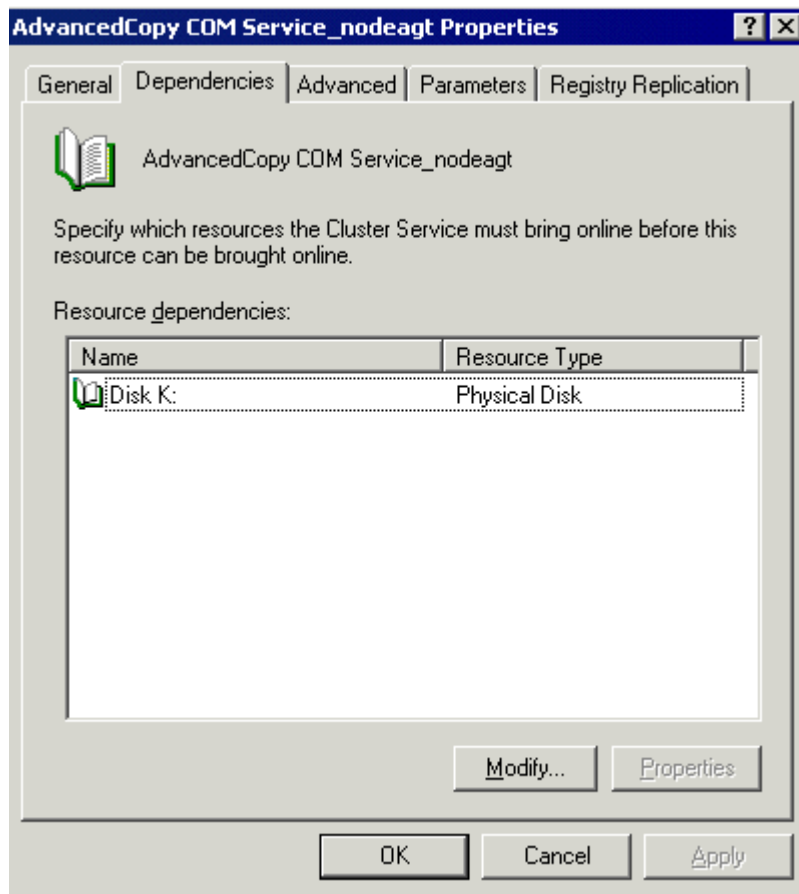 AdvancedCopy COM Service_nodeagt Properties
General Dependencies Advanced Parameters Registry Replication
AdvancedCopy COM Service_nodeagt
Specify which resources the Cluster Service must bring online before this
resource can be brought online.
Resource dependencies:
Name Resource Type
Disk K: Physical Disk
Modify... Properties
OK Cancel Apply